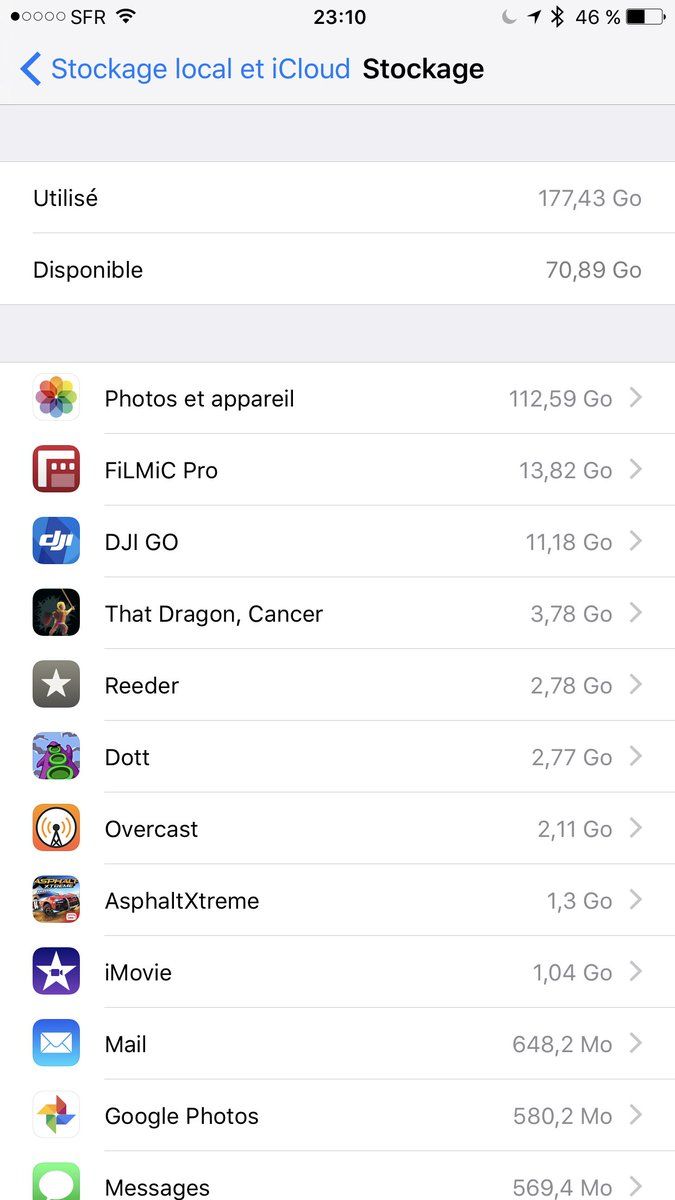 SFR 23:10 46 %
Stockage local et iCloud Stockage
Utilisé 177,43 Go
Disponible 70,89 Go
Photos et appareil 112,59 Go
FiLMiC Pro 13,82 Go
dji DJI GO 11,18 Go
That Dragon, Cancer 3,78 Go
Reeder 2,78 Go
Dott 2,77 Go
Overcast 2,11 Go
ASPHALT
XTREME
AsphaltXtreme 1,3 Go
iMovie 1,04 Go
Mail 648,2 Mo
Google Photos 580,2 Mo
Messages 569,4 Mo